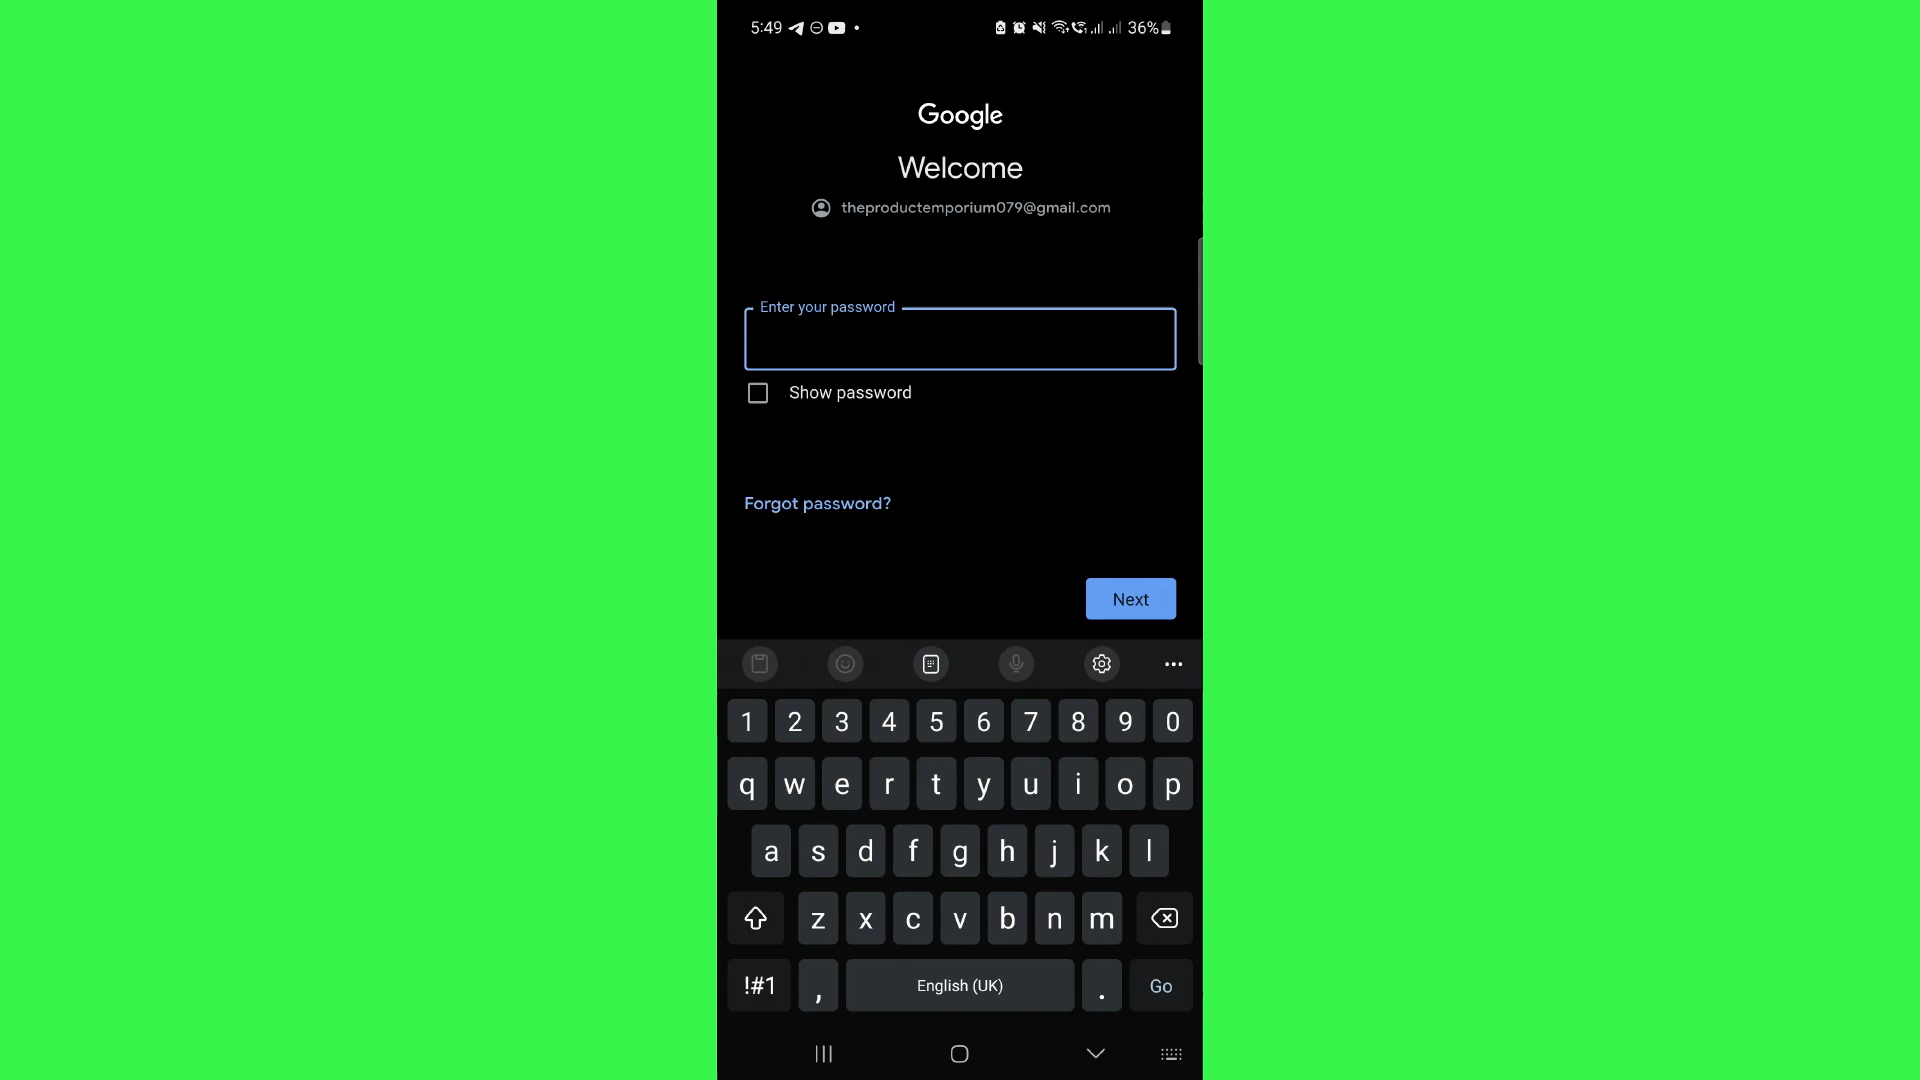 5:49 36%
Google
Welcome
theproductemporium079@gmail.com
Enter your password
Show password
Forgot password?
Next
1 2 3 4 5 6 7 8 9 0
q w e r t y u i o p
a s d f g h j k l
z x c v b n m
!#1 , English (UK) . Go